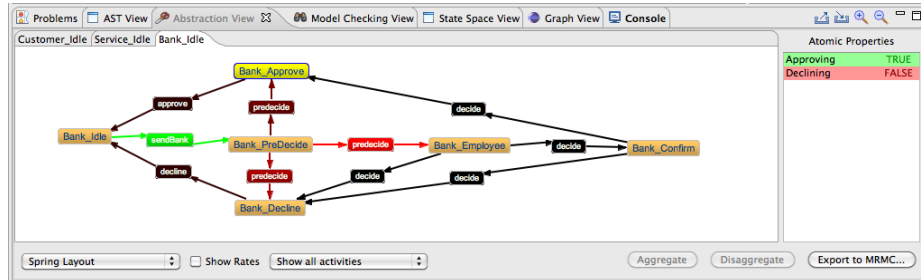 Problems AST View Abstraction View Model Checking View State Space View Graph View Console
Customer_Idle Service_Idle Bank_Idle
Atomic Properties
Approving TRUE
Declining FALSE
Bank_Approve
approve
predecide
decide
Bank_Idle
sendBank
Bank_PreDecide
predecide
Bank_Employee
decide
Bank_Confirm
decline
predecide
decide
decide
Bank_Decline
Spring Layout Show Rates Show all activities Aggregate Disaggregate Export to MRMC...